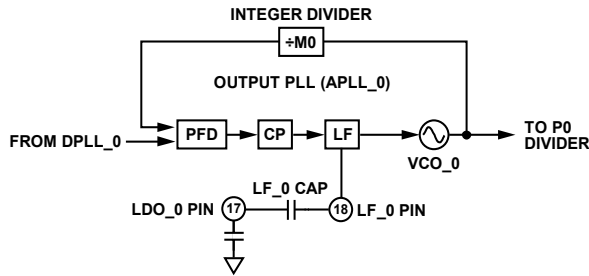 INTEGER DIVIDER
÷M0
OUTPUT PLL (APLL_0)
FROM DPLL_0
PFD
CP
LF
VCO_0
TO P0
DIVIDER
LF_0 CAP
LDO_0 PIN
17
18
LF_0 PIN